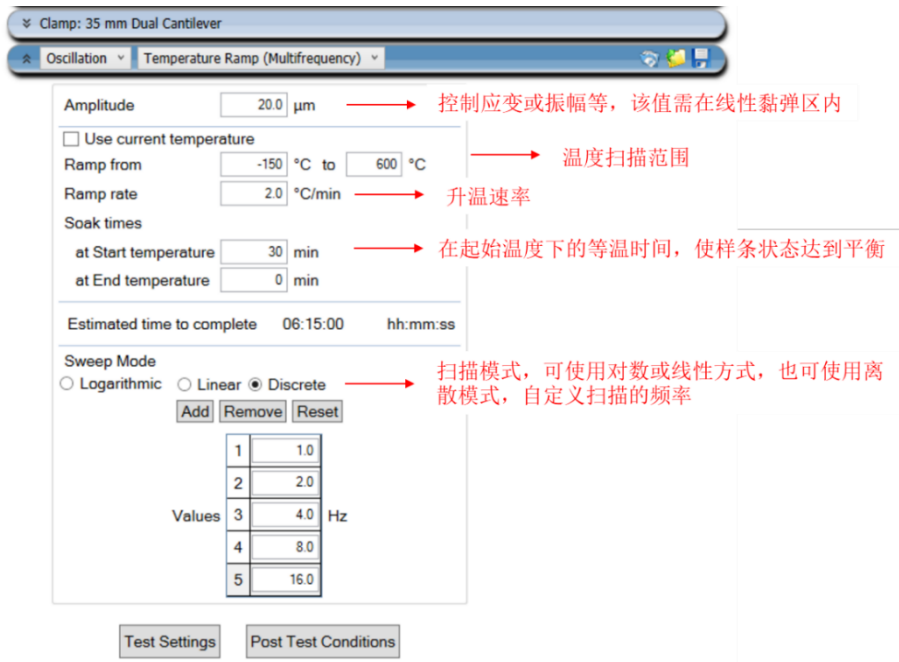 Clamp: 35 mm Dual Cantilever
Oscillation Temperature Ramp (Multifrequency)
Amplitude 20.0 μm 控制应变或振幅等，该值需在线性黏弹区内
Use current temperature
Ramp from -150 °C to 600 °C 温度扫描范围
Ramp rate 2.0 °C/min 升温速率
Soak times
at Start temperature 30 min 在起始温度下的等温时间，使样条状态达到平衡
at End temperature 0 min
Estimated time to complete 06:15:00 hh:mm:ss
Sweep Mode
Logarithmic Linear Discrete 扫描模式，可使用对数或线性方式，也可使用离
散模式，自定义扫描的频率
Add Remove Reset
1 1.0
2 2.0
Values 3 4.0 Hz
4 8.0
5 16.0
Test Settings Post Test Conditions